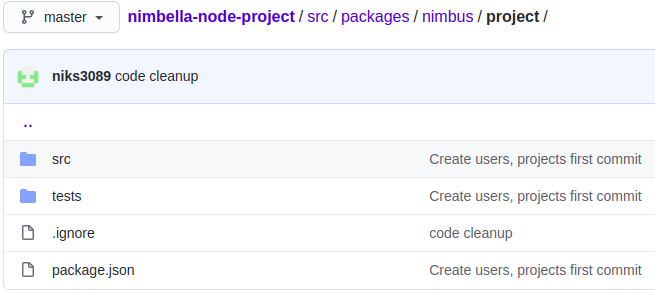 master nimbella-node-project / src / packages / nimbus / project /
niks3089 code cleanup
..
src Create users, projects first commit
tests Create users, projects first commit
.ignore code cleanup
package.json Create users, projects first commit